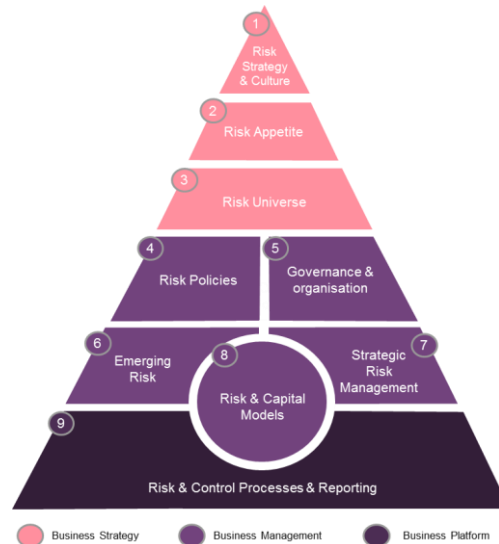 1
Risk
Strategy
& Culture
2
Risk Appetite
3
Risk Universe
4
Risk Policies
5
Governance &
organisation
6
Emerging
Risk
8
Risk & Capital
Models
7
Strategic
Risk
Management
9
Risk & Control Processes & Reporting
Business Strategy
Business Management
Business Platform